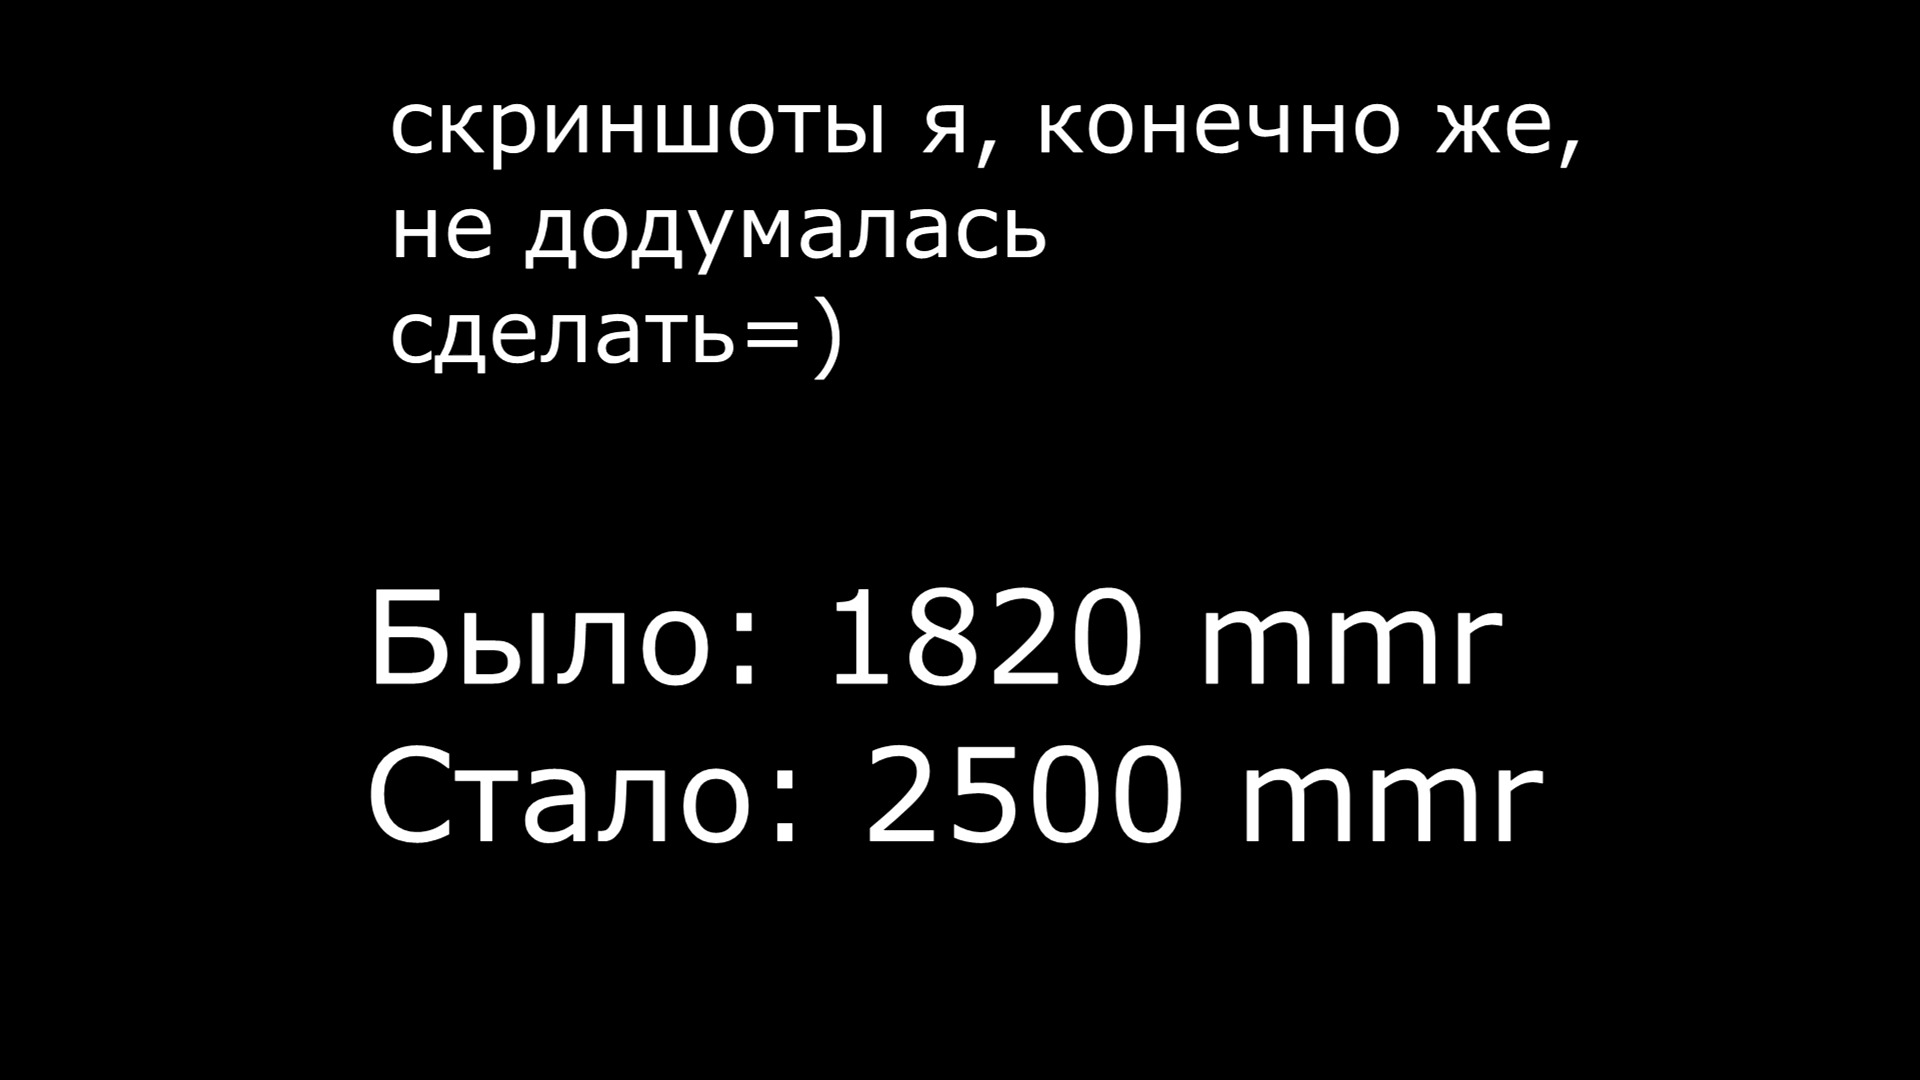 скриншоты я, конечно же,
не додумалась
сделать=)
Было: 1820 mmr
Стало: 2500 mmr